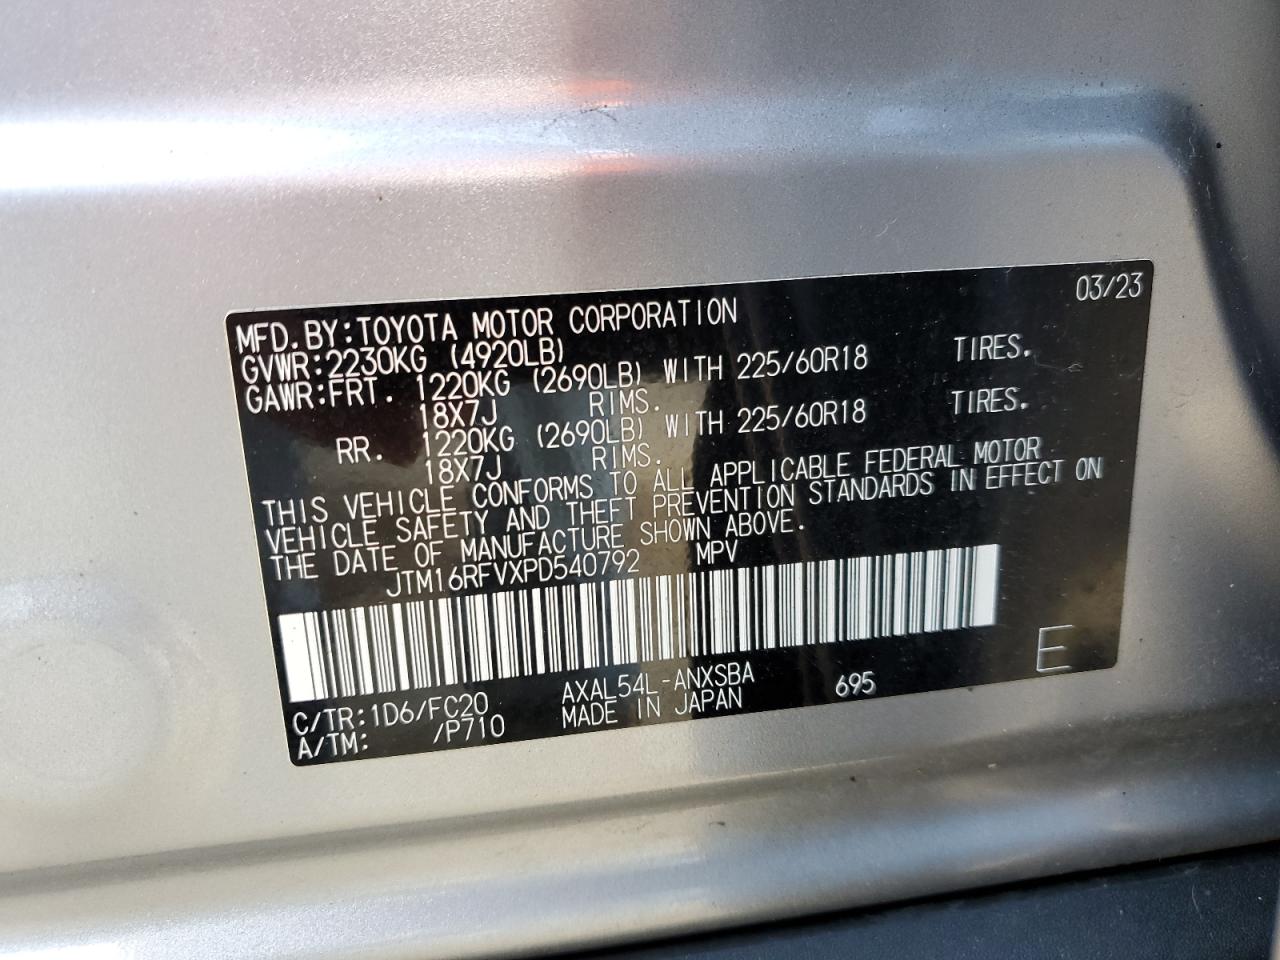 03/23
MFD.BY:TOYOTA MOTOR CORPORATION
GVWR:2230KG (4920LB)
GAWR:FRT. 1220KG (2690LB) WITH 225/60R18 TIRES.
18X7J RIMS.
RR. 1220KG (2690LB) WITH 225/60R18 TIRES.
18X7J RIMS.
THIS VEHICLE CONFORMS TO ALL APPLICABLE FEDERAL MOTOR
VEHICLE SAFETY AND THEFT PREVENTION STANDARDS IN EFFECT ON
THE DATE OF MANUFACTURE SHOWN ABOVE.
JTM16RFVXPD540792 MPV
C/TR:1D6/FC20 AXAL54L-ANXSBA 695 E
A/TM: /P710 MADE IN JAPAN